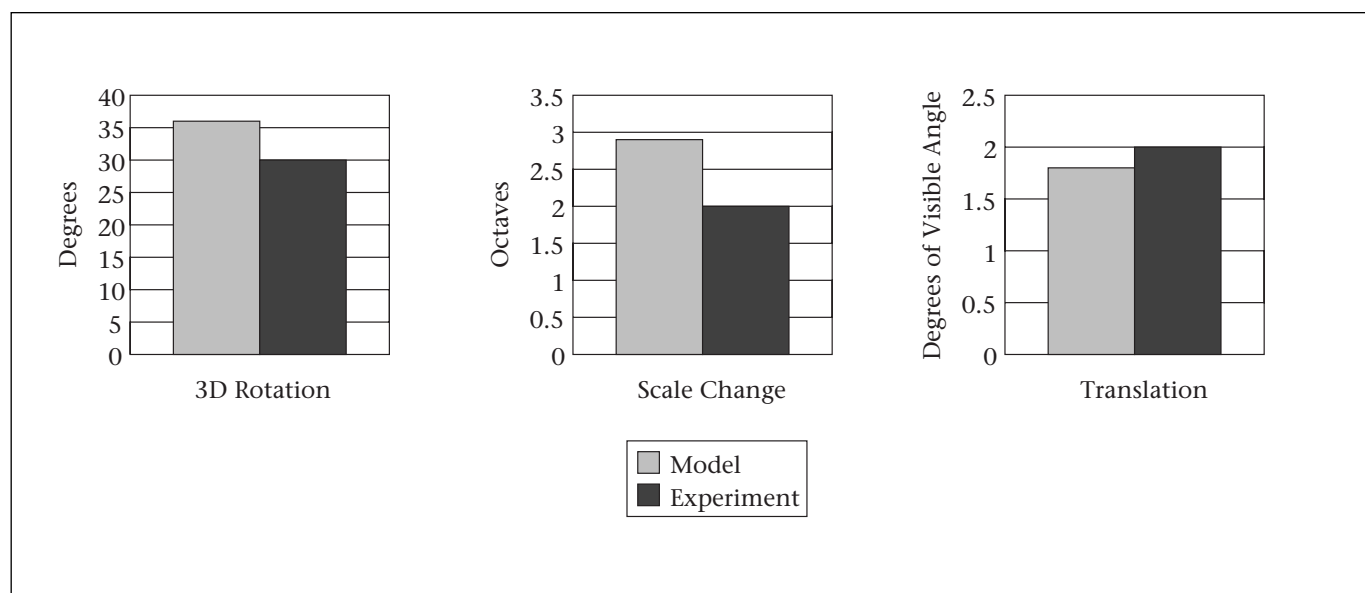 40
35
30
25
20
15
10
5
0
Degrees
3D Rotation
3.5
3
2.5
2
1.5
1
0.5
0
Octaves
Scale Change
2.5
2
1.5
1
0.5
0
Degrees of Visible Angle
Translation
Model
Experiment